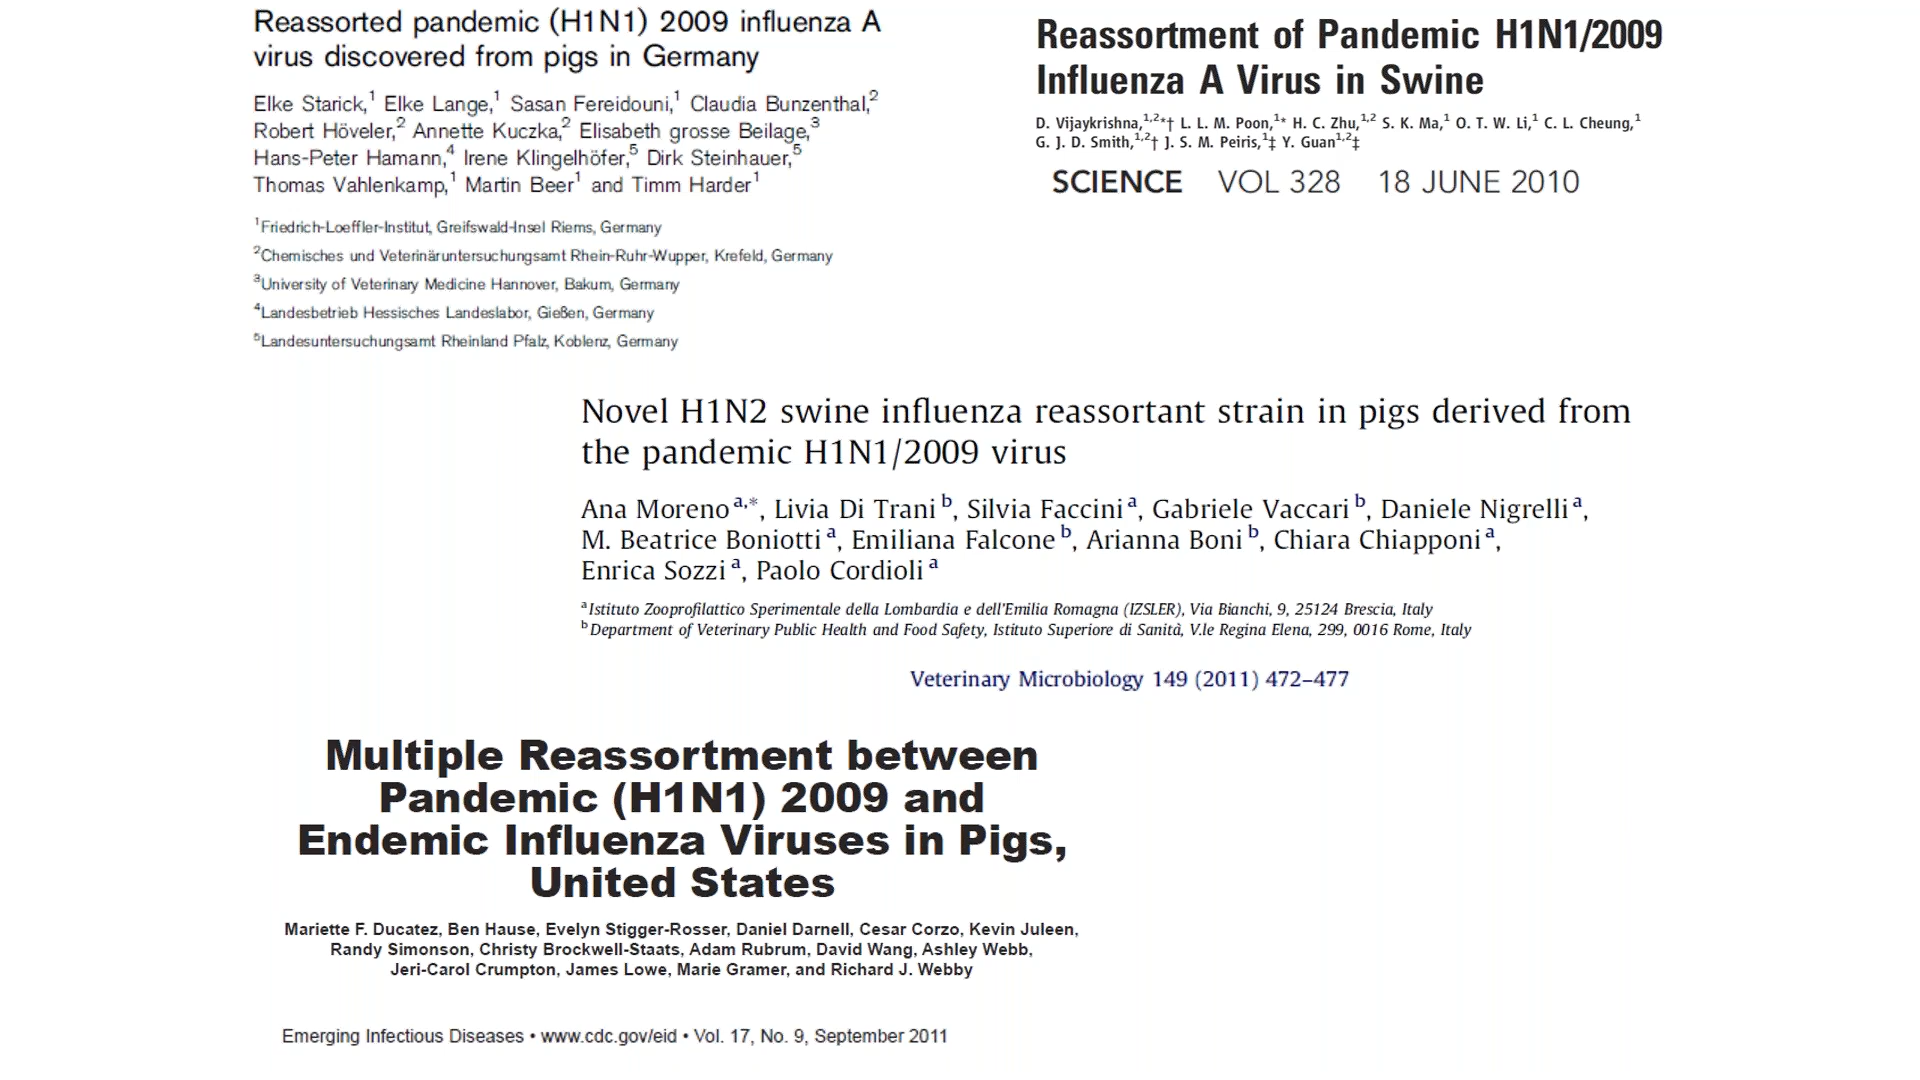 Reassorted pandemic (H1N1) 2009 influenza A
virus discovered from pigs in Germany
Elke Starick,1 Elke Lange,1 Sasan Fereidouni,1 Claudia Bunzenthal,2
Robert Höveler,2 Annette Kuczka,2 Elisabeth grosse Beilage,3
Hans-Peter Hamann,4 Irene Klingelhöfer,5 Dirk Steinhauer,5
Thomas Vahlenkamp,1 Martin Beer1 and Timm Harder1
1Friedrich-Loeffler-Institut, Greifswald-Insel Riems, Germany
2Chemisches und Veterinäruntersuchungsamt Rhein-Ruhr-Wupper, Krefeld, Germany
3University of Veterinary Medicine Hannover, Bakum, Germany
4Landesbetrieb Hessisches Landeslabor, Gießen, Germany
5Landesuntersuchungsamt Rheinland Pfalz, Koblenz, Germany
Reassortment of Pandemic H1N1/2009
Influenza A Virus in Swine
D. Vijaykrishna,1,2*† L. L. M. Poon,1* H. C. Zhu,1,2 S. K. Ma,1 O. T. W. Li,1 C. L. Cheung,1
G. J. D. Smith,1,2† J. S. M. Peiris,1‡ Y. Guan1,2‡
SCIENCE VOL 328 18 JUNE 2010
Novel H1N2 swine influenza reassortant strain in pigs derived from
the pandemic H1N1/2009 virus
Ana Moreno a,*, Livia Di Trani b, Silvia Faccini a, Gabriele Vaccari b, Daniele Nigrelli a,
M. Beatrice Boniotti a, Emiliana Falcone b, Arianna Boni b, Chiara Chiapponi a,
Enrica Sozzi a, Paolo Cordioli a
a Istituto Zooprofilattico Sperimentale della Lombardia e dell'Emilia Romagna (IZSLER), Via Bianchi, 9, 25124 Brescia, Italy
b Department of Veterinary Public Health and Food Safety, Istituto Superiore di Sanità, V.le Regina Elena, 299, 0016 Rome, Italy
Veterinary Microbiology 149 (2011) 472–477
Multiple Reassortment between
Pandemic (H1N1) 2009 and
Endemic Influenza Viruses in Pigs,
United States
Mariette F. Ducatez, Ben Hause, Evelyn Stigger-Rosser, Daniel Darnell, Cesar Corzo, Kevin Juleen,
Randy Simonson, Christy Brockwell-Staats, Adam Rubrum, David Wang, Ashley Webb,
Jeri-Carol Crumpton, James Lowe, Marie Gramer, and Richard J. Webby
Emerging Infectious Diseases • www.cdc.gov/eid • Vol. 17, No. 9, September 2011